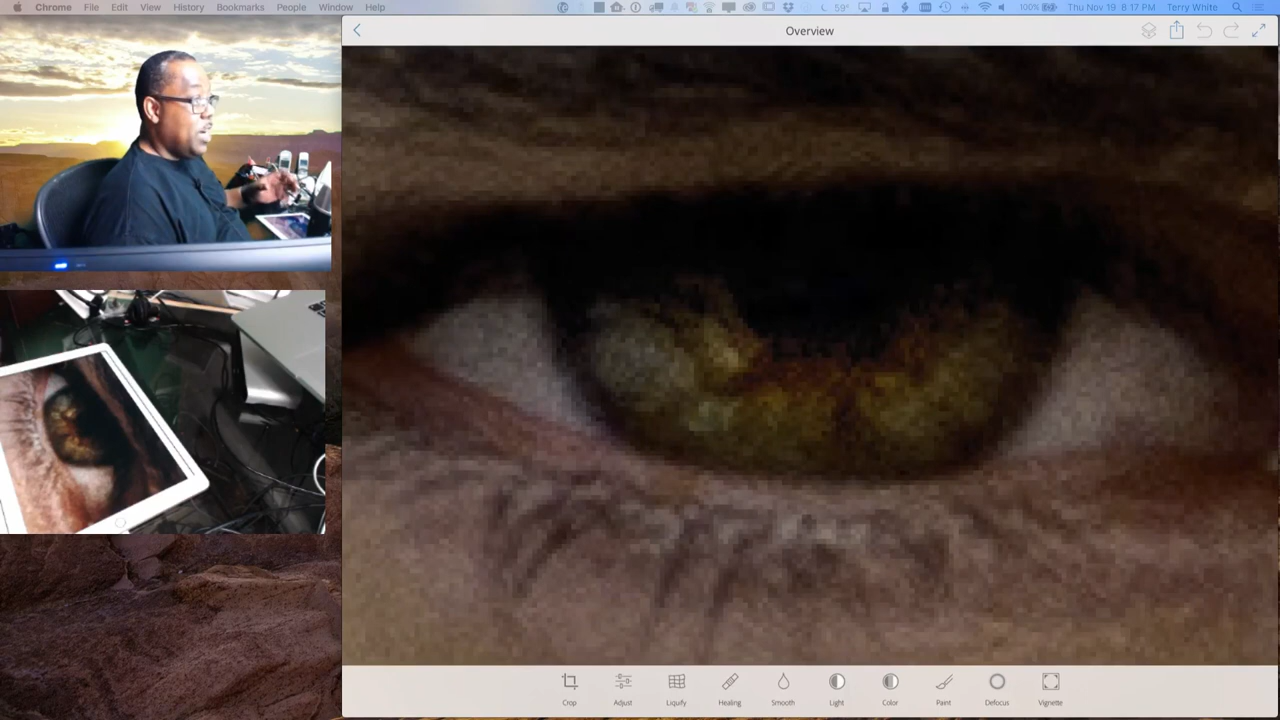 Chrome File Edit View History Bookmarks People Window Help 59° 100% Thu Nov 19 8:17 PM Terry White
Overview
Crop Adjust Liquify Healing Smooth Light Color Paint Defocus Vignette